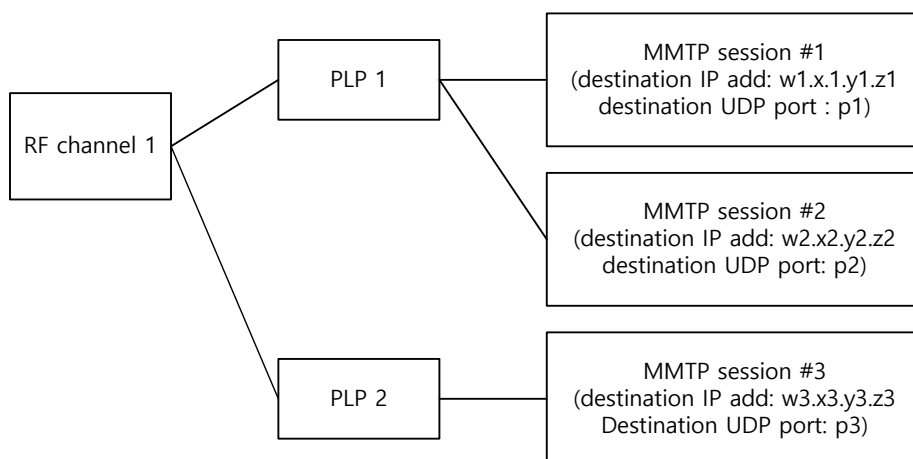 RF channel 1
PLP 1
PLP 2
MMTP session #1
(destination IP add: w1.x.1.y1.z1
destination UDP port : p1)
MMTP session #2
(destination IP add: w2.x2.y2.z2
destination UDP port: p2)
MMTP session #3
(destination IP add: w3.x3.y3.z3
Destination UDP port: p3)